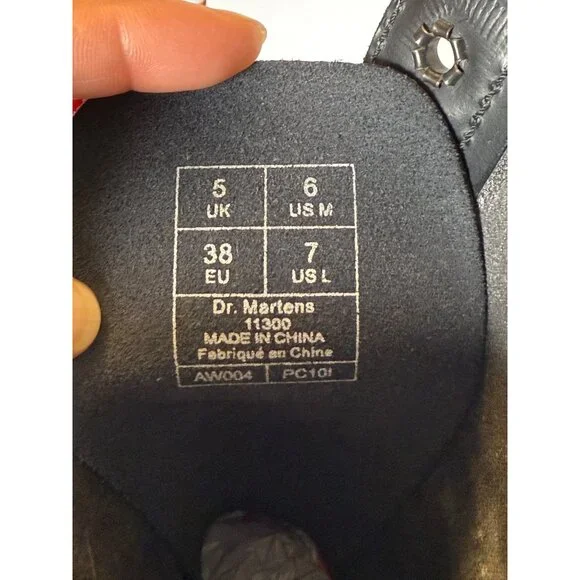 5 6
UK US M
38 7
EU US L
Dr. Martens
11300
MADE IN CHINA
Fabriqué en Chine
AW004 PC10I